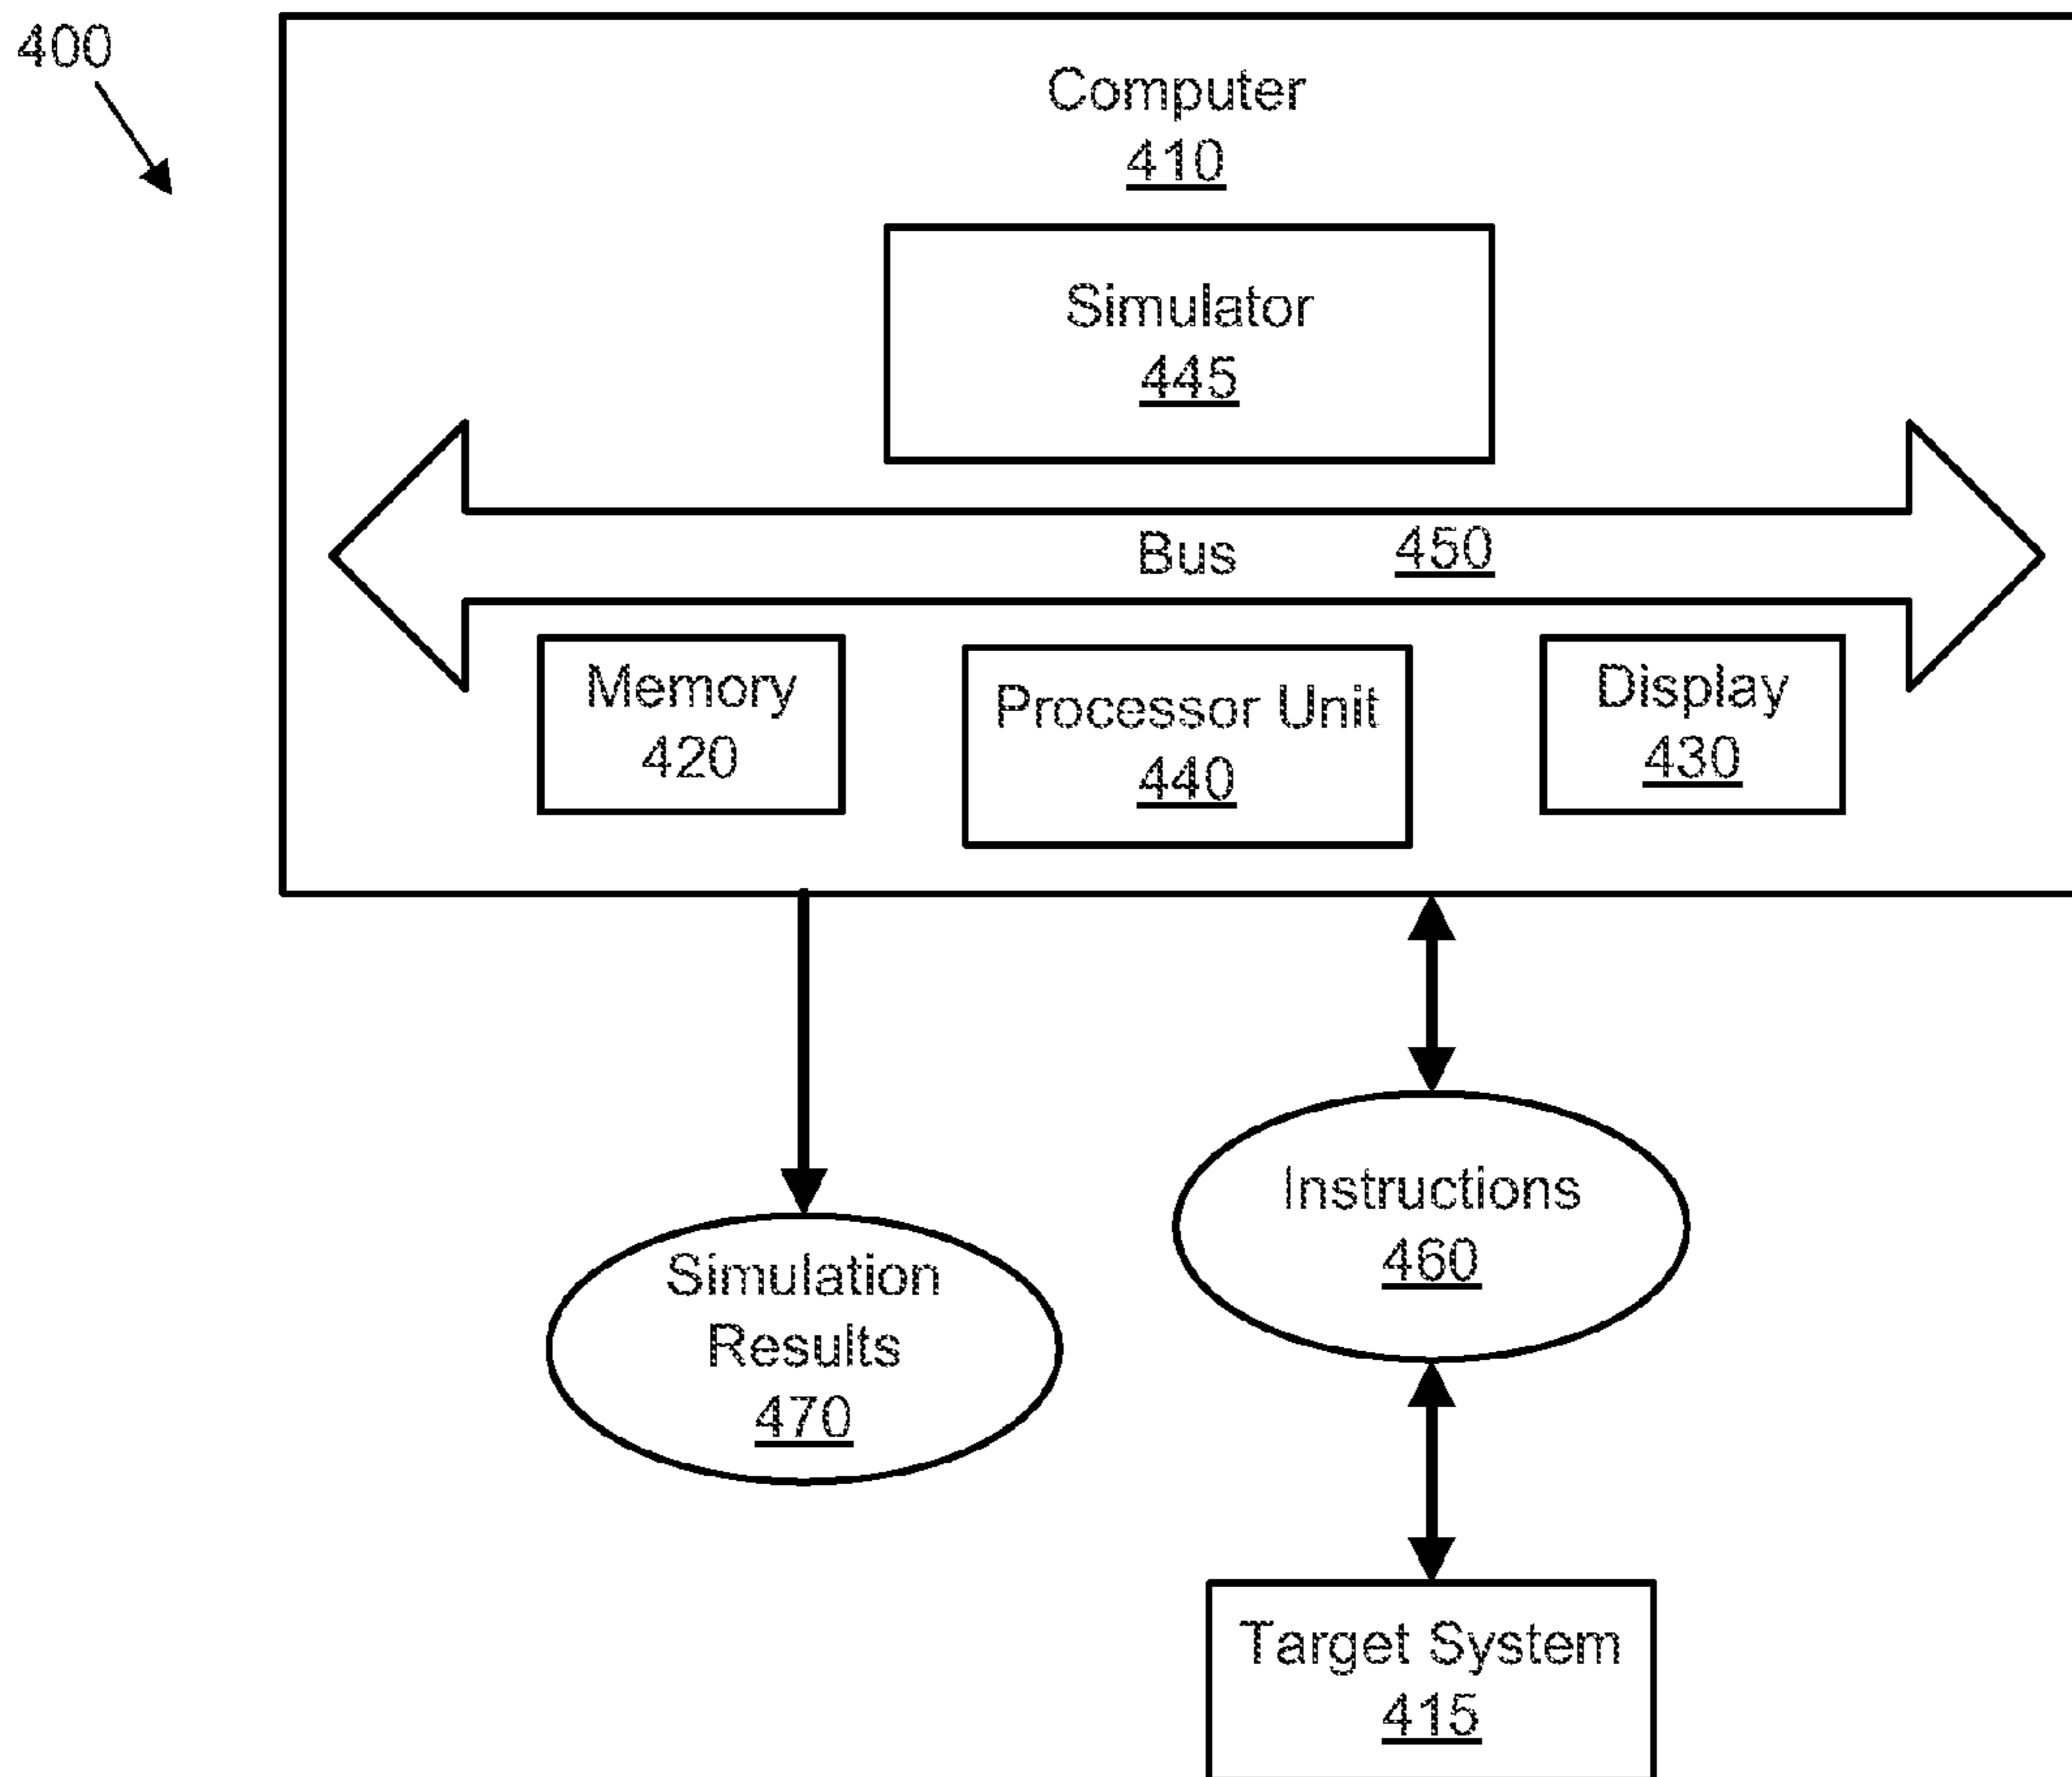 400
Computer
410
Simulator
445
Bus 450
Memory
420
Processor Unit
440
Display
430
Simulation
Results
470
Instructions
460
Target System
415